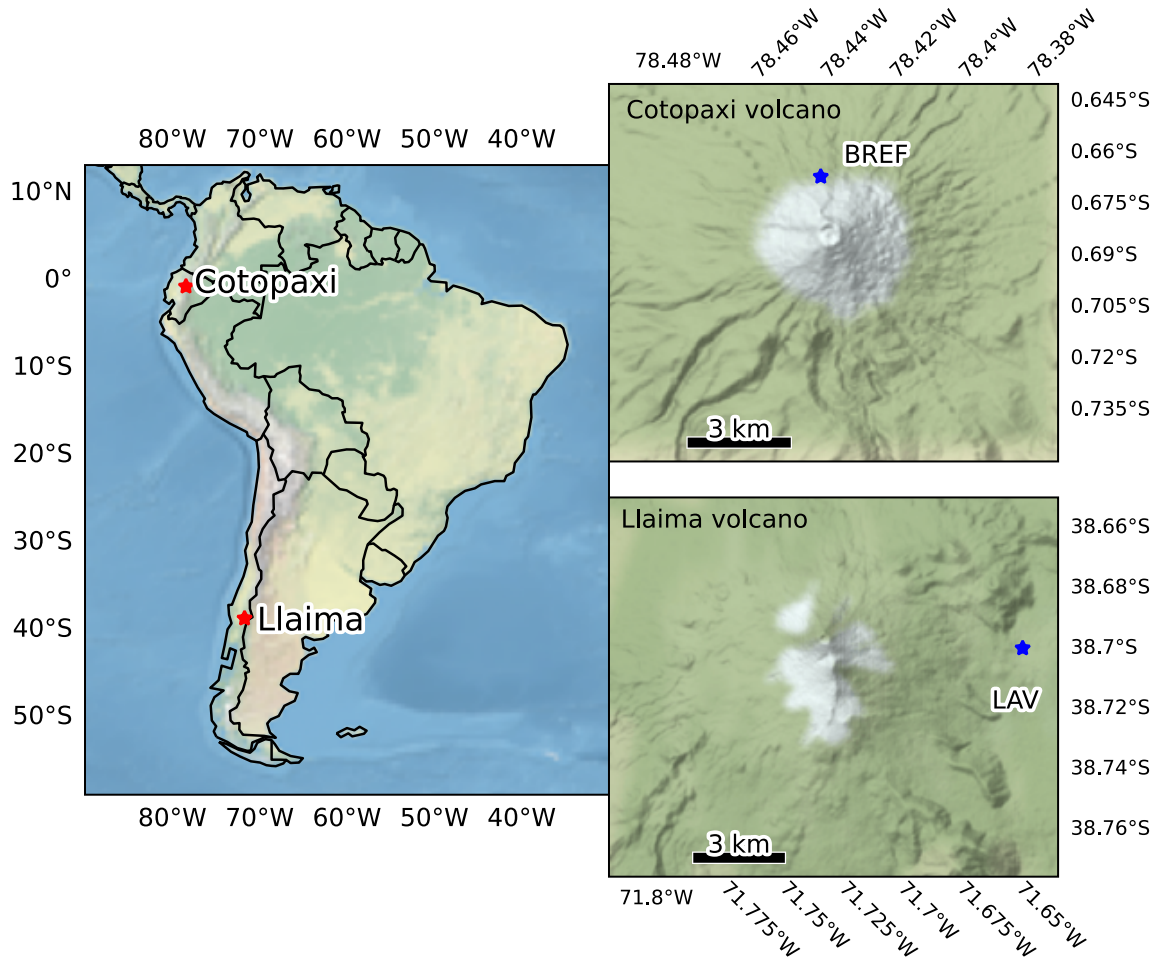 80°W 70°W 60°W 50°W 40°W
10°N
0°
10°S
20°S
30°S
40°S
50°S
Cotopaxi
Llaima
80°W 70°W 60°W 50°W 40°W
78.48°W 78.46°W 78.44°W 78.42°W 78.4°W 78.38°W
Cotopaxi volcano
BREF
3 km
0.645°S
0.66°S
0.675°S
0.69°S
0.705°S
0.72°S
0.735°S
Llaima volcano
LAV
3 km
38.66°S
38.68°S
38.7°S
38.72°S
38.74°S
38.76°S
71.8°W 71.775°W 71.75°W 71.725°W 71.7°W 71.675°W 71.65°W